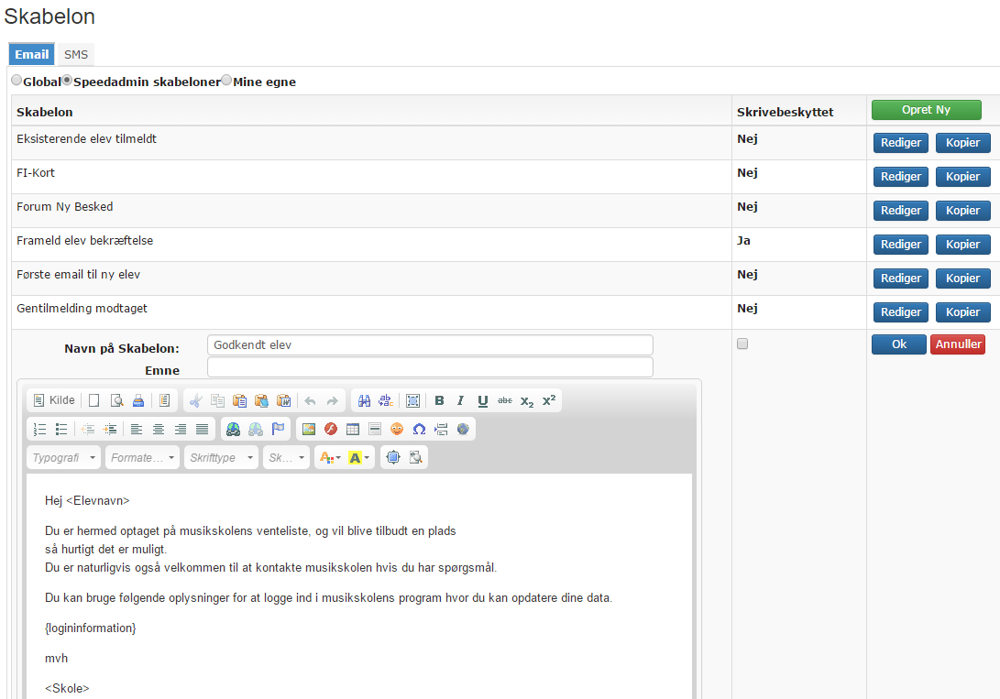 Skabelon
Email SMS
Global Speedadmin skabeloner Mine egne
Skabelon Skrivebeskyttet Opret Ny
Eksisterende elev tilmeldt Nej Rediger Kopier
FI-Kort Nej Rediger Kopier
Forum Ny Besked Nej Rediger Kopier
Frameld elev bekræftelse Ja Rediger Kopier
Første email til ny elev Nej Rediger Kopier
Gentilmelding modtaget Nej Rediger Kopier
Navn på Skabelon: Godkendt elev Ok Annuller
Emne
Kilde B I U abc X2 X2
Typografi Formate... Skrifttype Sk... A A
Hej <Elevnavn>
Du er hermed optaget på musikskolens venteliste, og vil blive tilbudt en plads
så hurtigt det er muligt.
Du er naturligvis også velkommen til at kontakte musikskolen hvis du har spørgsmål.
Du kan bruge følgende oplysninger for at logge ind i musikskolens program hvor du kan opdatere dine data.
{logininformation}
mvh
<Skole>